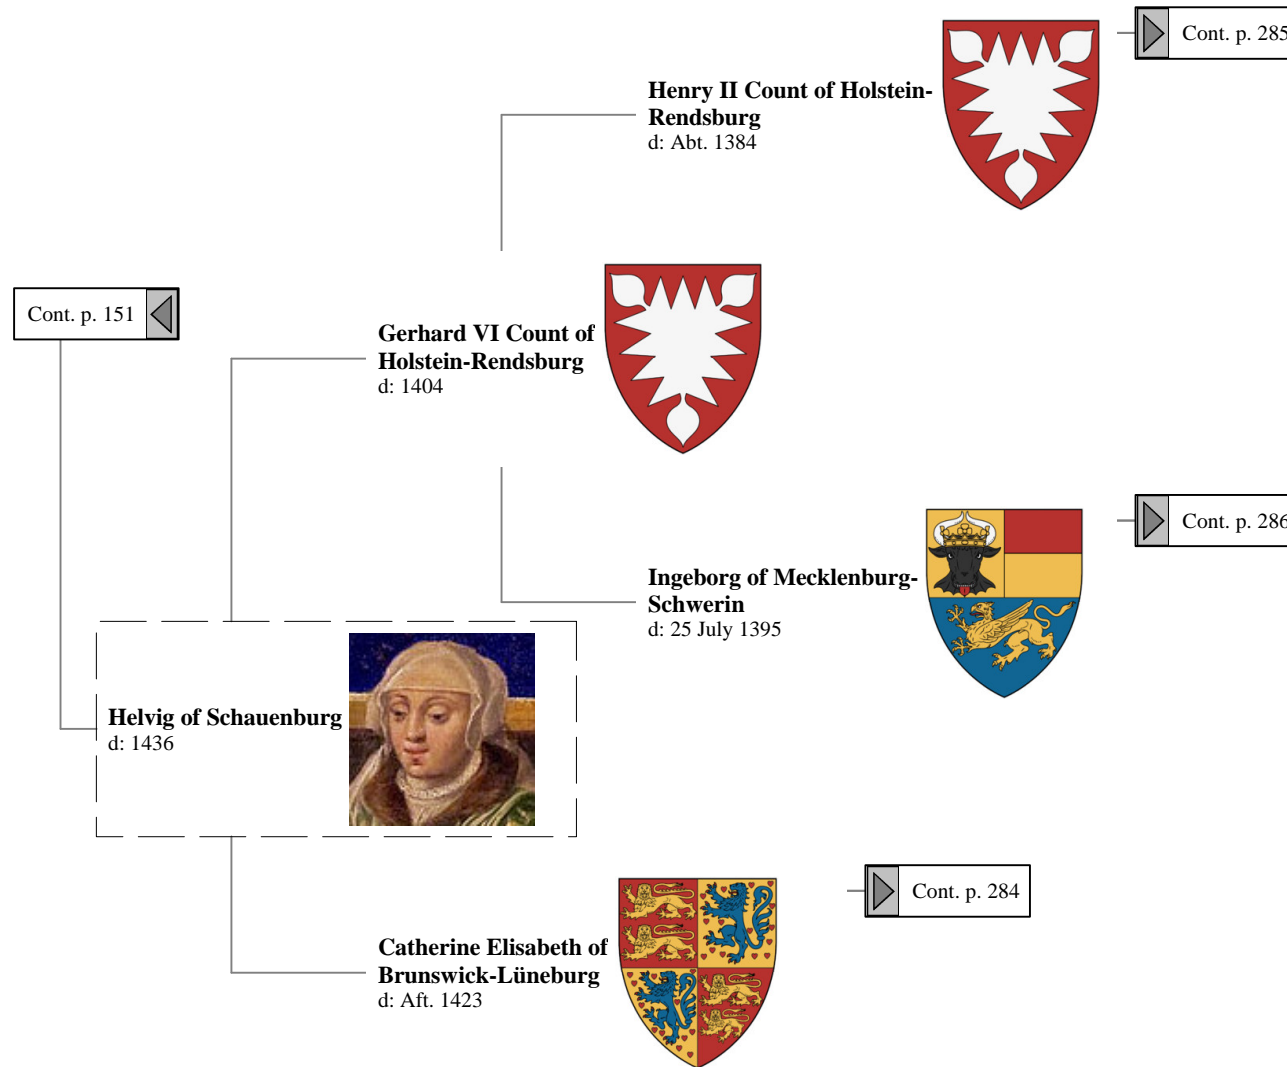 Cont. p. 285
Henry II Count of Holstein-
Rendsburg
d: Abt. 1384
Cont. p. 151
Gerhard VI Count of
Holstein-Rendsburg
d: 1404
Cont. p. 286
Ingeborg of Mecklenburg-
Schwerin
d: 25 July 1395
Helvig of Schauenburg
d: 1436
Cont. p. 284
Catherine Elisabeth of
Brunswick-Lüneburg
d: Aft. 1423